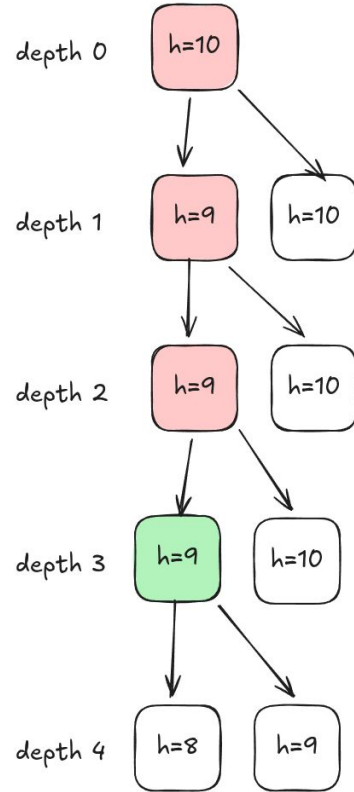 depth 0 h=10
depth 1 h=9 h=10
depth 2 h=9 h=10
depth 3 h=9 h=10
depth 4 h=8 h=9